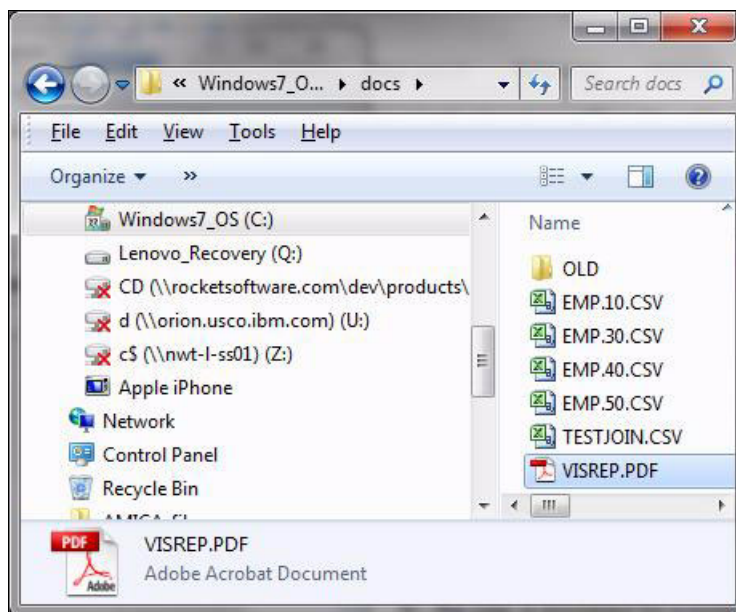 « Windows7_O... ▸ docs ▸
Search docs
File Edit View Tools Help
Organize »
Windows7_OS (C:)
Lenovo_Recovery (Q:)
CD (\\rocketsoftware.com\dev\products\
d (\\orion.usco.ibm.com) (U:)
c$ (\\nwt-l-ss01) (Z:)
Apple iPhone
Network
Control Panel
Recycle Bin
Name
OLD
EMP.10.CSV
EMP.30.CSV
EMP.40.CSV
EMP.50.CSV
TESTJOIN.CSV
VISREP.PDF
PDF
Adobe
VISREP.PDF
Adobe Acrobat Document